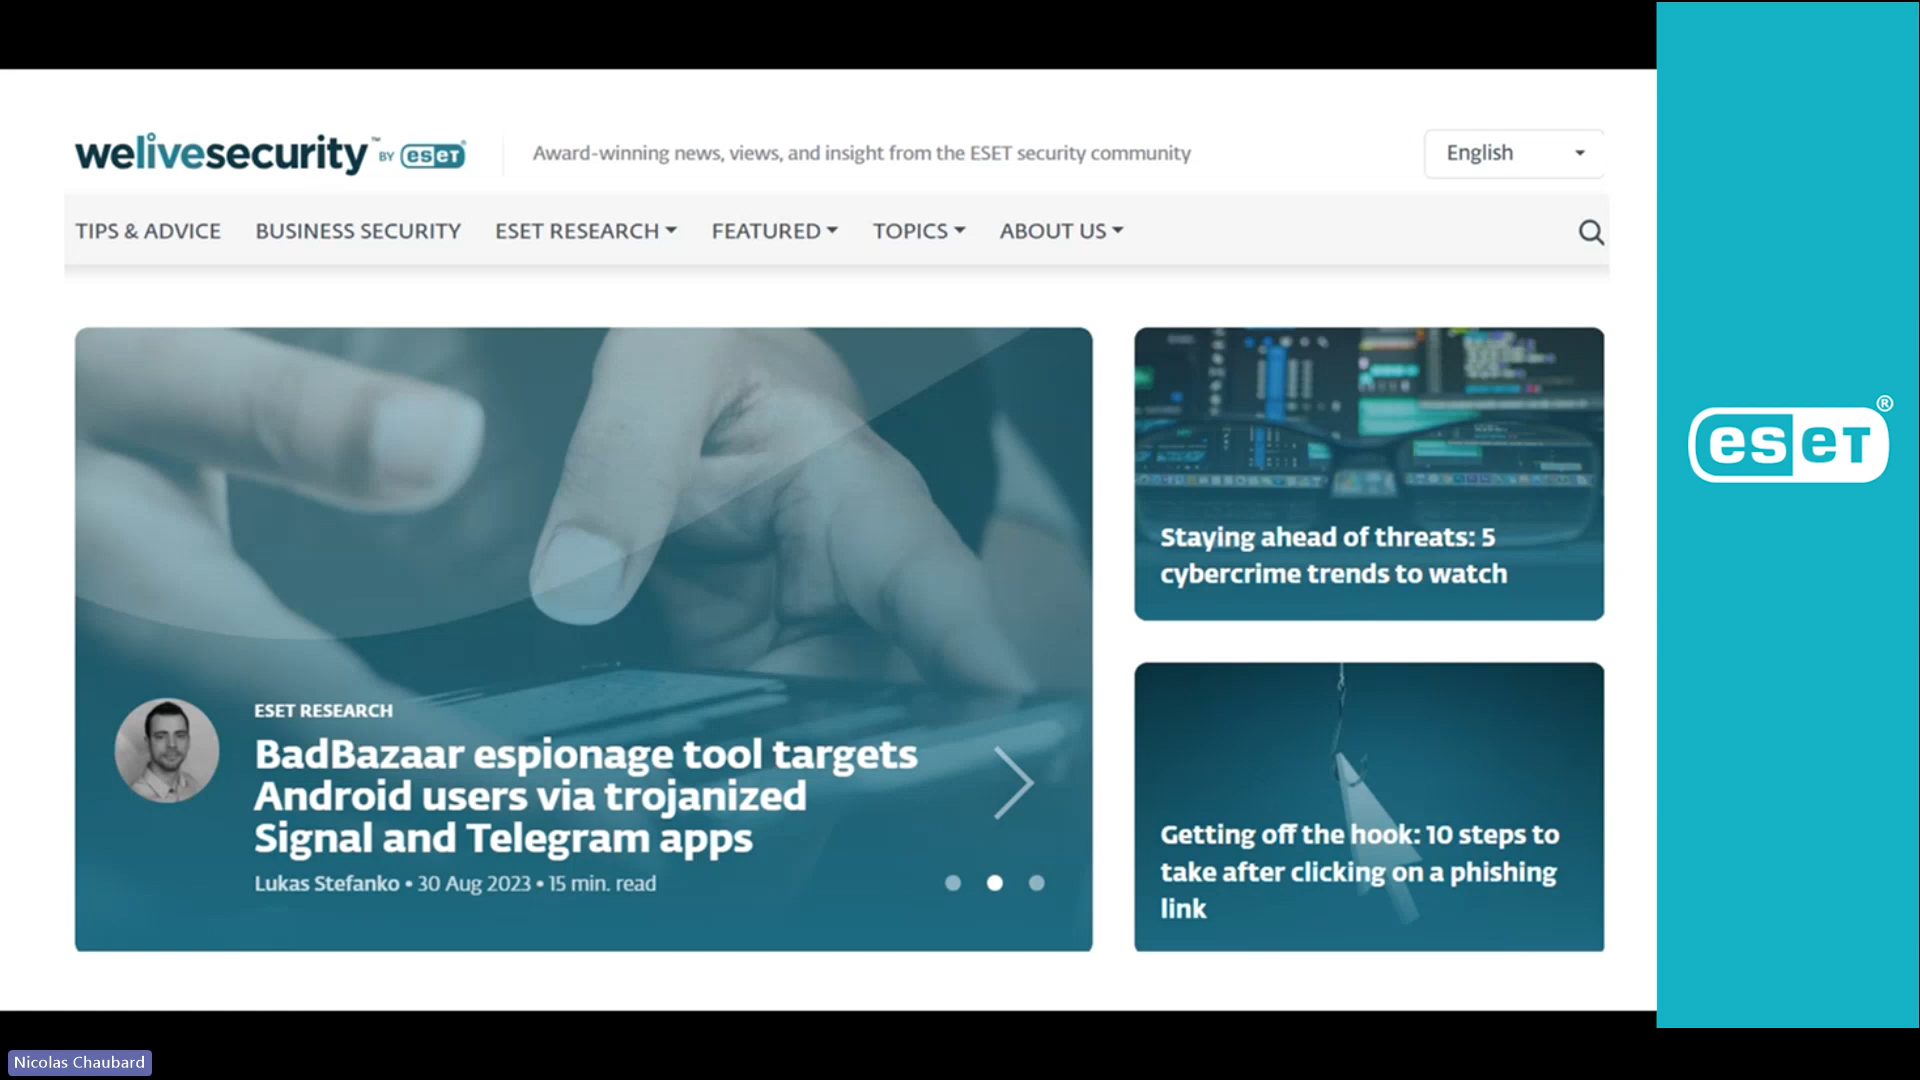 welivesecurity™ BY eseT®
Award-winning news, views, and insight from the ESET security community
English
TIPS & ADVICE BUSINESS SECURITY ESET RESEARCH FEATURED TOPICS ABOUT US
ESET RESEARCH
BadBazaar espionage tool targets
Android users via trojanized
Signal and Telegram apps
Lukas Stefanko • 30 Aug 2023 • 15 min. read
Staying ahead of threats: 5
cybercrime trends to watch
Getting off the hook: 10 steps to
take after clicking on a phishing
link
eseT®
Nicolas Chaubard